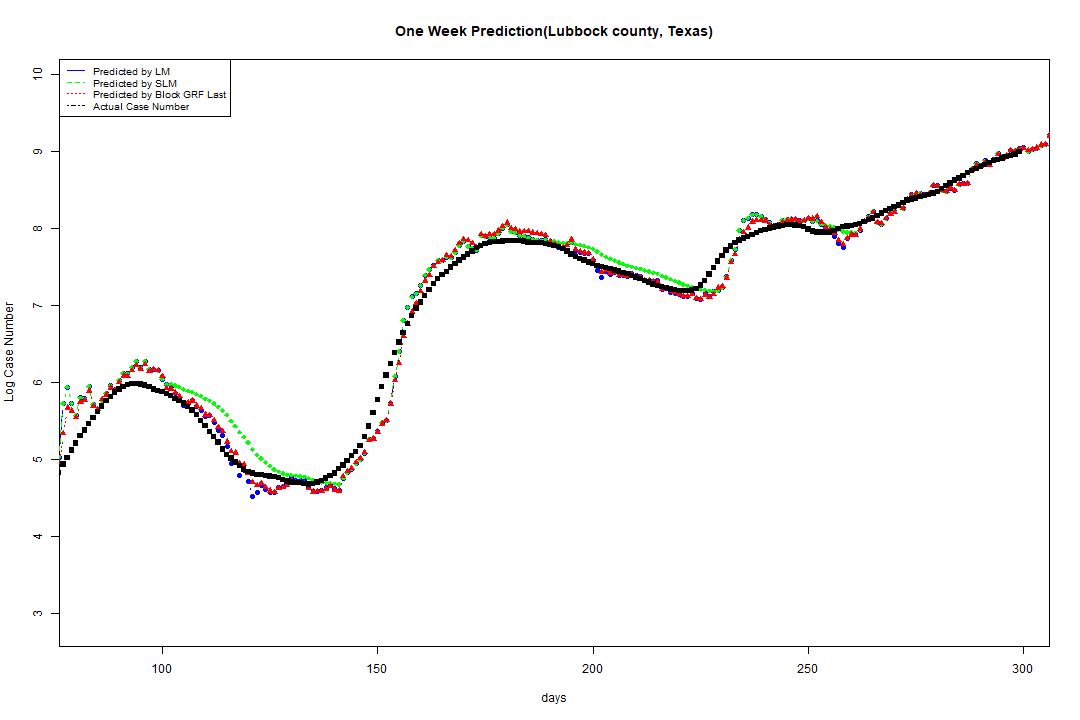 One Week Prediction(Lubbock county, Texas)
Predicted by LM
Predicted by SLM
Predicted by Block GRF Last
Actual Case Number
Log Case Number
10
9
8
7
6
5
4
3
100 150 200 250 300
days